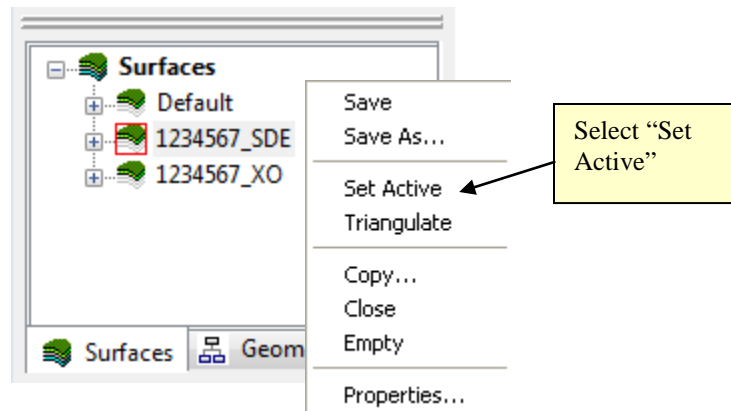 Surfaces
Default
1234567_SDE
1234567_XO
Surfaces
Geom
Save
Save As...
Set Active
Triangulate
Copy...
Close
Empty
Properties...
Select “Set
Active”